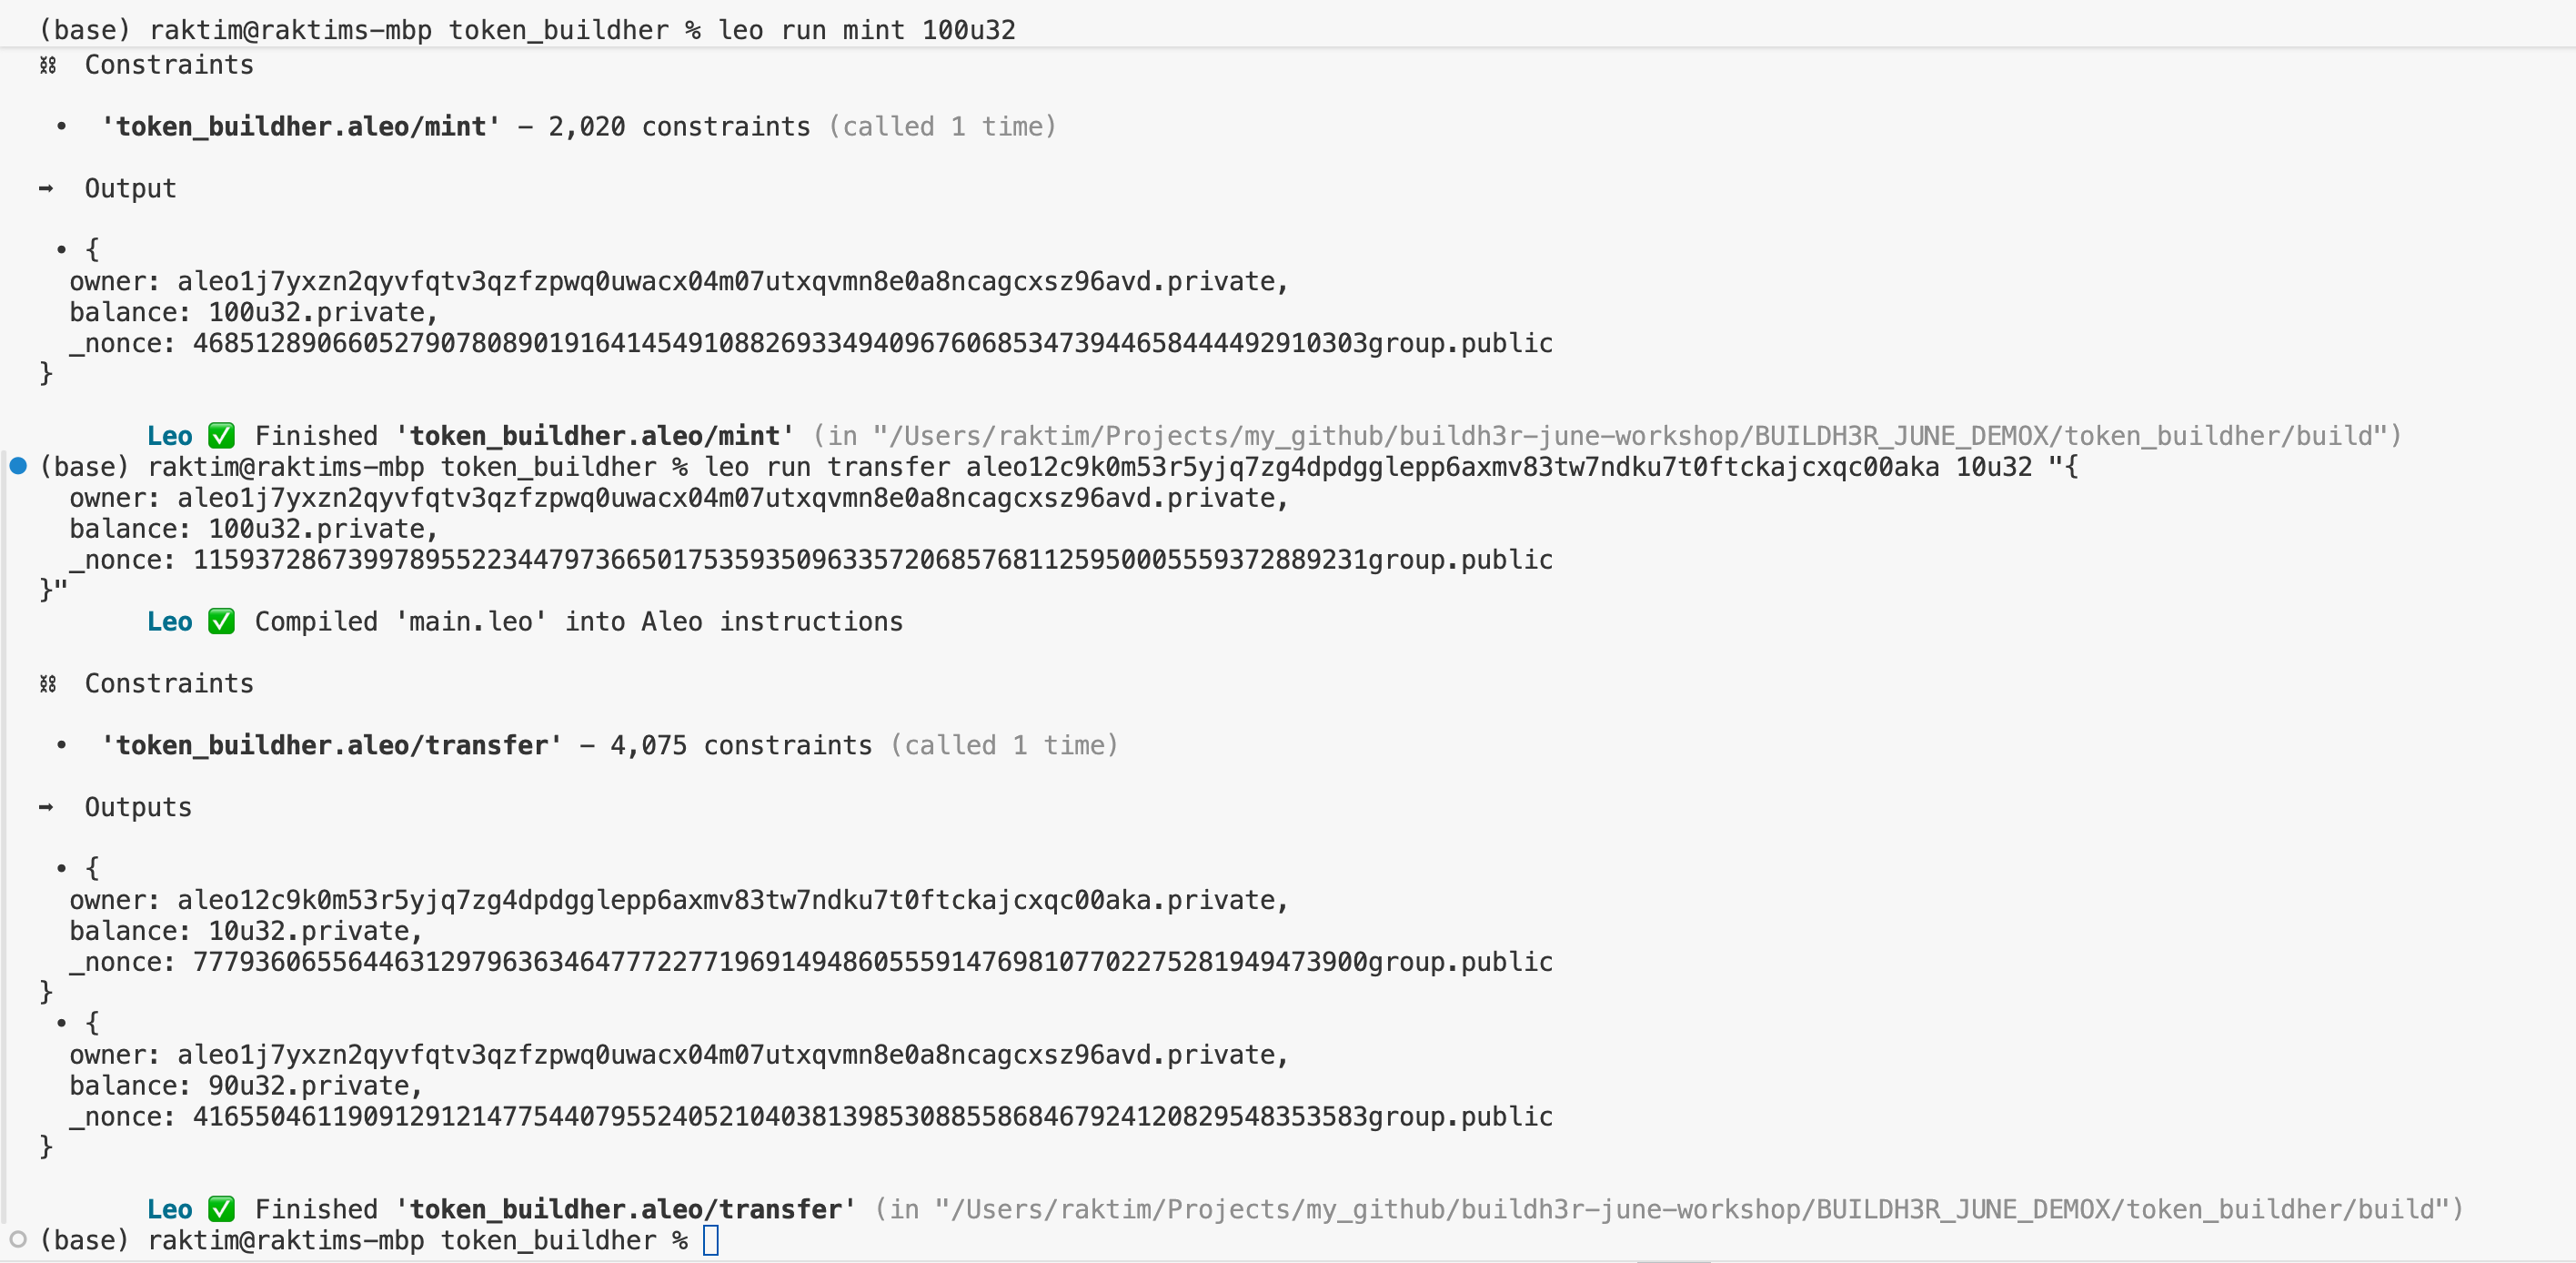 (base) raktim@raktims-mbp token_buildher % leo run mint 100u32
⛓ Constraints
• 'token_buildher.aleo/mint' – 2,020 constraints (called 1 time)
➡ Output
• {
owner: aleo1j7yxzn2qyvfqtv3qzfzpwq0uwacx04m07utxqvmn8e0a8ncagcxsz96avd.private,
balance: 100u32.private,
_nonce: 4685128906605279078089019164145491088269334940967606853473944658444492910303group.public
}
Leo ✅ Finished 'token_buildher.aleo/mint' (in "/Users/raktim/Projects/my_github/buildh3r-june-workshop/BUILDH3R_JUNE_DEMOX/token_buildher/build")
(base) raktim@raktims-mbp token_buildher % leo run transfer aleo12c9k0m53r5yjq7zg4dpdgglepp6axmv83tw7ndku7t0ftckajcxqc00aka 10u32 "{
owner: aleo1j7yxzn2qyvfqtv3qzfzpwq0uwacx04m07utxqvmn8e0a8ncagcxsz96avd.private,
balance: 100u32.private,
_nonce: 1159372867399789552234479736650175359350963357206857681125950005559372889231group.public
}"
Leo ✅ Compiled 'main.leo' into Aleo instructions
⛓ Constraints
• 'token_buildher.aleo/transfer' – 4,075 constraints (called 1 time)
➡ Outputs
• {
owner: aleo12c9k0m53r5yjq7zg4dpdgglepp6axmv83tw7ndku7t0ftckajcxqc00aka.private,
balance: 10u32.private,
_nonce: 7779360655644631297963634647772277196914948605559147698107702275281949473900group.public
}
• {
owner: aleo1j7yxzn2qyvfqtv3qzfzpwq0uwacx04m07utxqvmn8e0a8ncagcxsz96avd.private,
balance: 90u32.private,
_nonce: 4165504611909129121477544079552405210403813985308855868467924120829548353583group.public
}
Leo ✅ Finished 'token_buildher.aleo/transfer' (in "/Users/raktim/Projects/my_github/buildh3r-june-workshop/BUILDH3R_JUNE_DEMOX/token_buildher/build")
(base) raktim@raktims-mbp token_buildher %